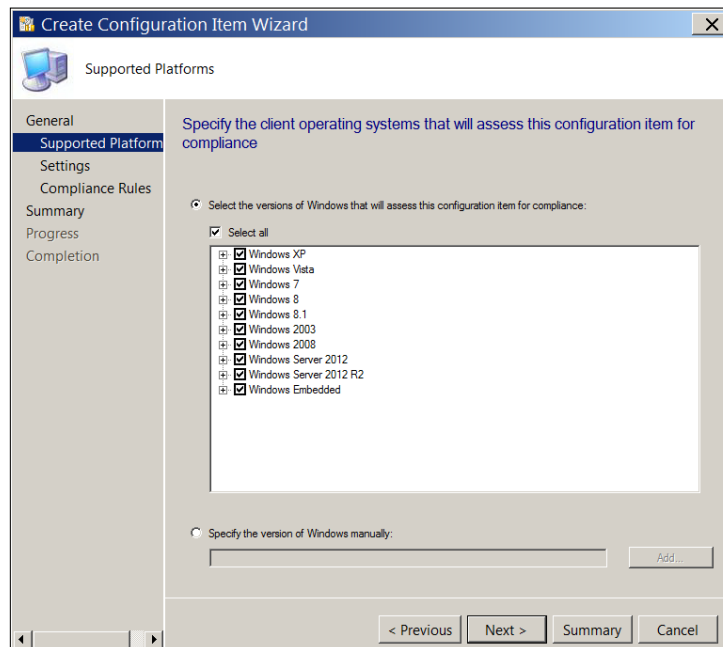 Create Configuration Item Wizard
Supported Platforms
General
Supported Platform
Settings
Compliance Rules
Summary
Progress
Completion
Specify the client operating systems that will assess this configuration item for
compliance
Select the versions of Windows that will assess this configuration item for compliance:
Select all
Windows XP
Windows Vista
Windows 7
Windows 8
Windows 8.1
Windows 2003
Windows 2008
Windows Server 2012
Windows Server 2012 R2
Windows Embedded
Specify the version of Windows manually:
Add...
< Previous
Next >
Summary
Cancel